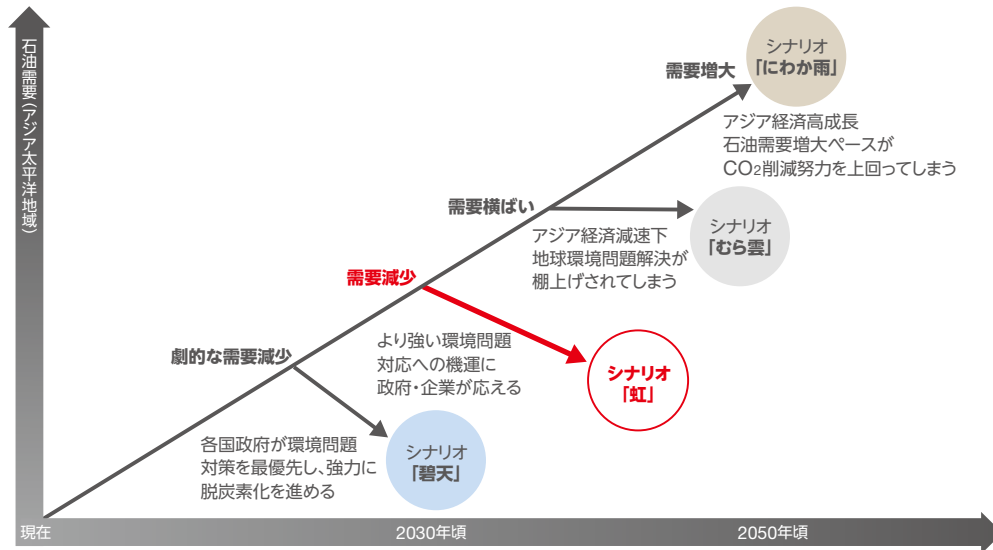 石油需要（アジア太平洋地域）
シナリオ
「にわか雨」
需要増大
アジア経済高成長
石油需要増大ペースが
CO₂削減努力を上回ってしまう
需要横ばい
シナリオ
「むら雲」
アジア経済減速下
地球環境問題解決が
棚上げされてしまう
需要減少
より強い環境問題
対応への機運に
政府・企業が応える
シナリオ
「虹」
劇的な需要減少
各国政府が環境問題
対策を最優先し、強力に
脱炭素化を進める
シナリオ
「碧天」
現在
2030年頃
2050年頃